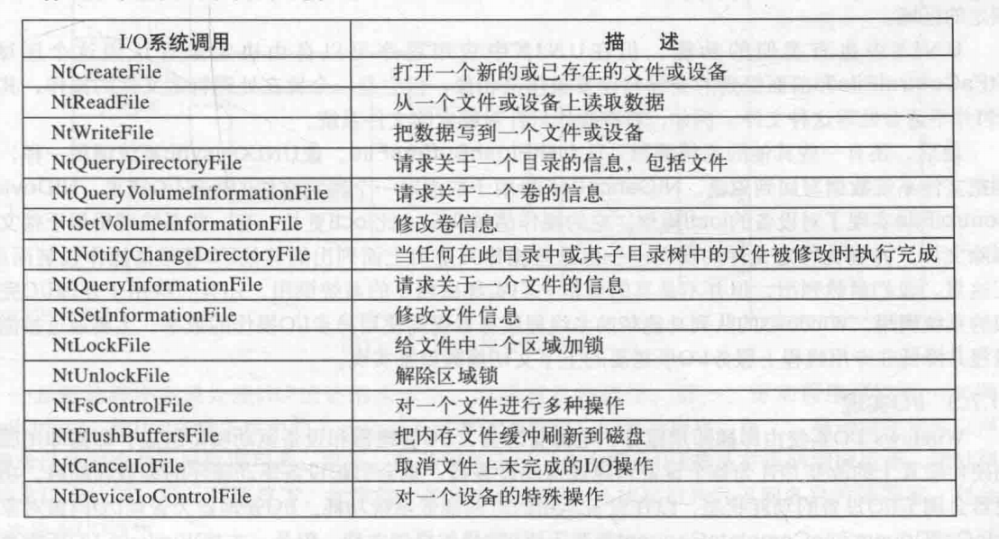 I/O系统调用 描 述
NtCreateFile 打开一个新的或已存在的文件或设备
NtReadFile 从一个文件或设备上读取数据
NtWriteFile 把数据写到一个文件或设备
NtQueryDirectoryFile 请求关于一个目录的信息，包括文件
NtQueryVolumeInformationFile 请求关于一个卷的信息
NtSetVolumeInformationFile 修改卷信息
NtNotifyChangeDirectoryFile 当任何在此目录中或其子目录树中的文件被修改时执行完成
NtQueryInformationFile 请求关于一个文件的信息
NtSetInformationFile 修改文件信息
NtLockFile 给文件中一个区域加锁
NtUnlockFile 解除区域锁
NtFsControlFile 对一个文件进行多种操作
NtFlushBuffersFile 把内存文件缓冲刷新到磁盘
NtCancelIoFile 取消文件上未完成的I/O操作
NtDeviceIoControlFile 对一个设备的特殊操作